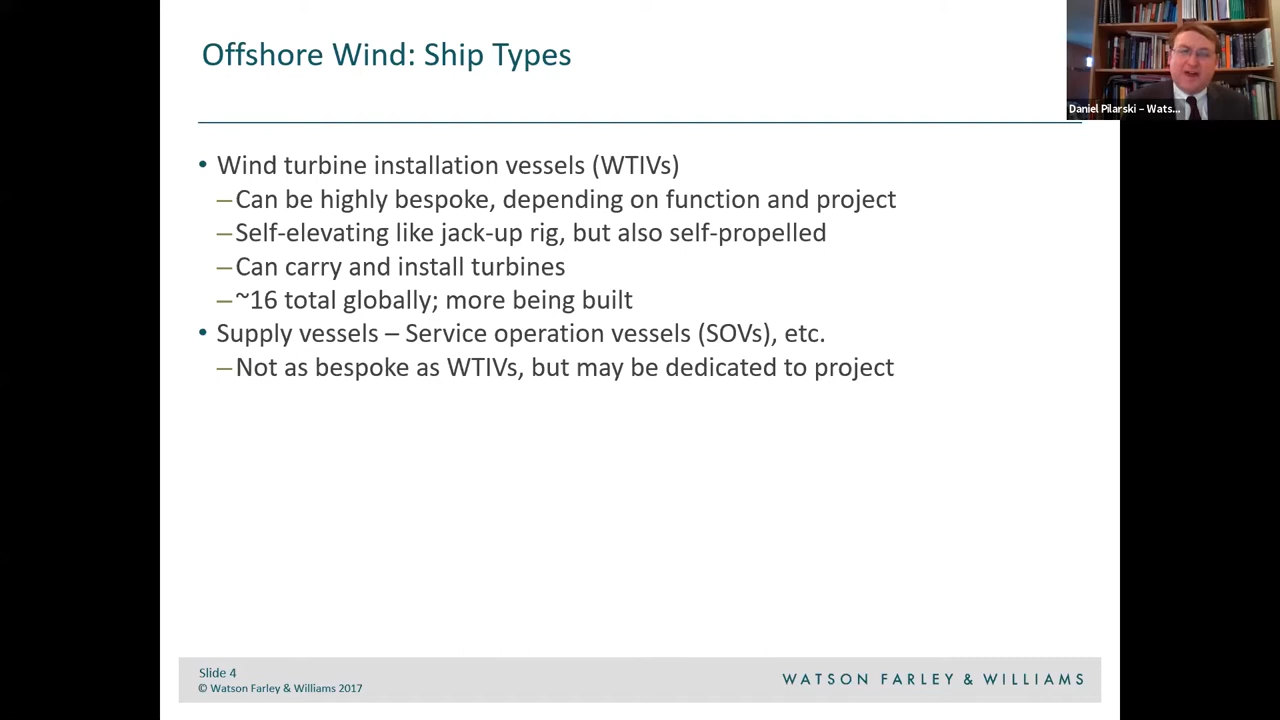 Offshore Wind: Ship Types
Daniel Pilarski – Wats...
• Wind turbine installation vessels (WTIVs)
–Can be highly bespoke, depending on function and project
–Self-elevating like jack-up rig, but also self-propelled
–Can carry and install turbines
–~16 total globally; more being built
• Supply vessels – Service operation vessels (SOVs), etc.
–Not as bespoke as WTIVs, but may be dedicated to project
Slide 4
© Watson Farley & Williams 2017
WATSON FARLEY & WILLIAMS